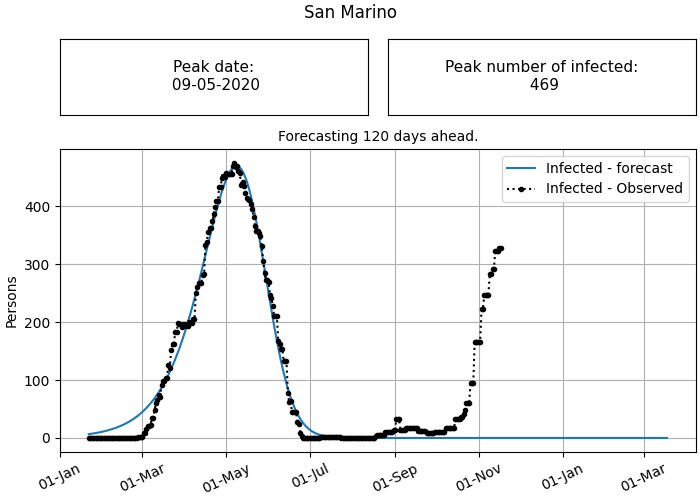 San Marino
Peak date:
09-05-2020
Peak number of infected:
469
Forecasting 120 days ahead.
Infected - forecast
Infected - Observed
Persons
400
300
200
100
0
01-Jan
01-Mar
01-May
01-Jul
01-Sep
01-Nov
01-Jan
01-Mar